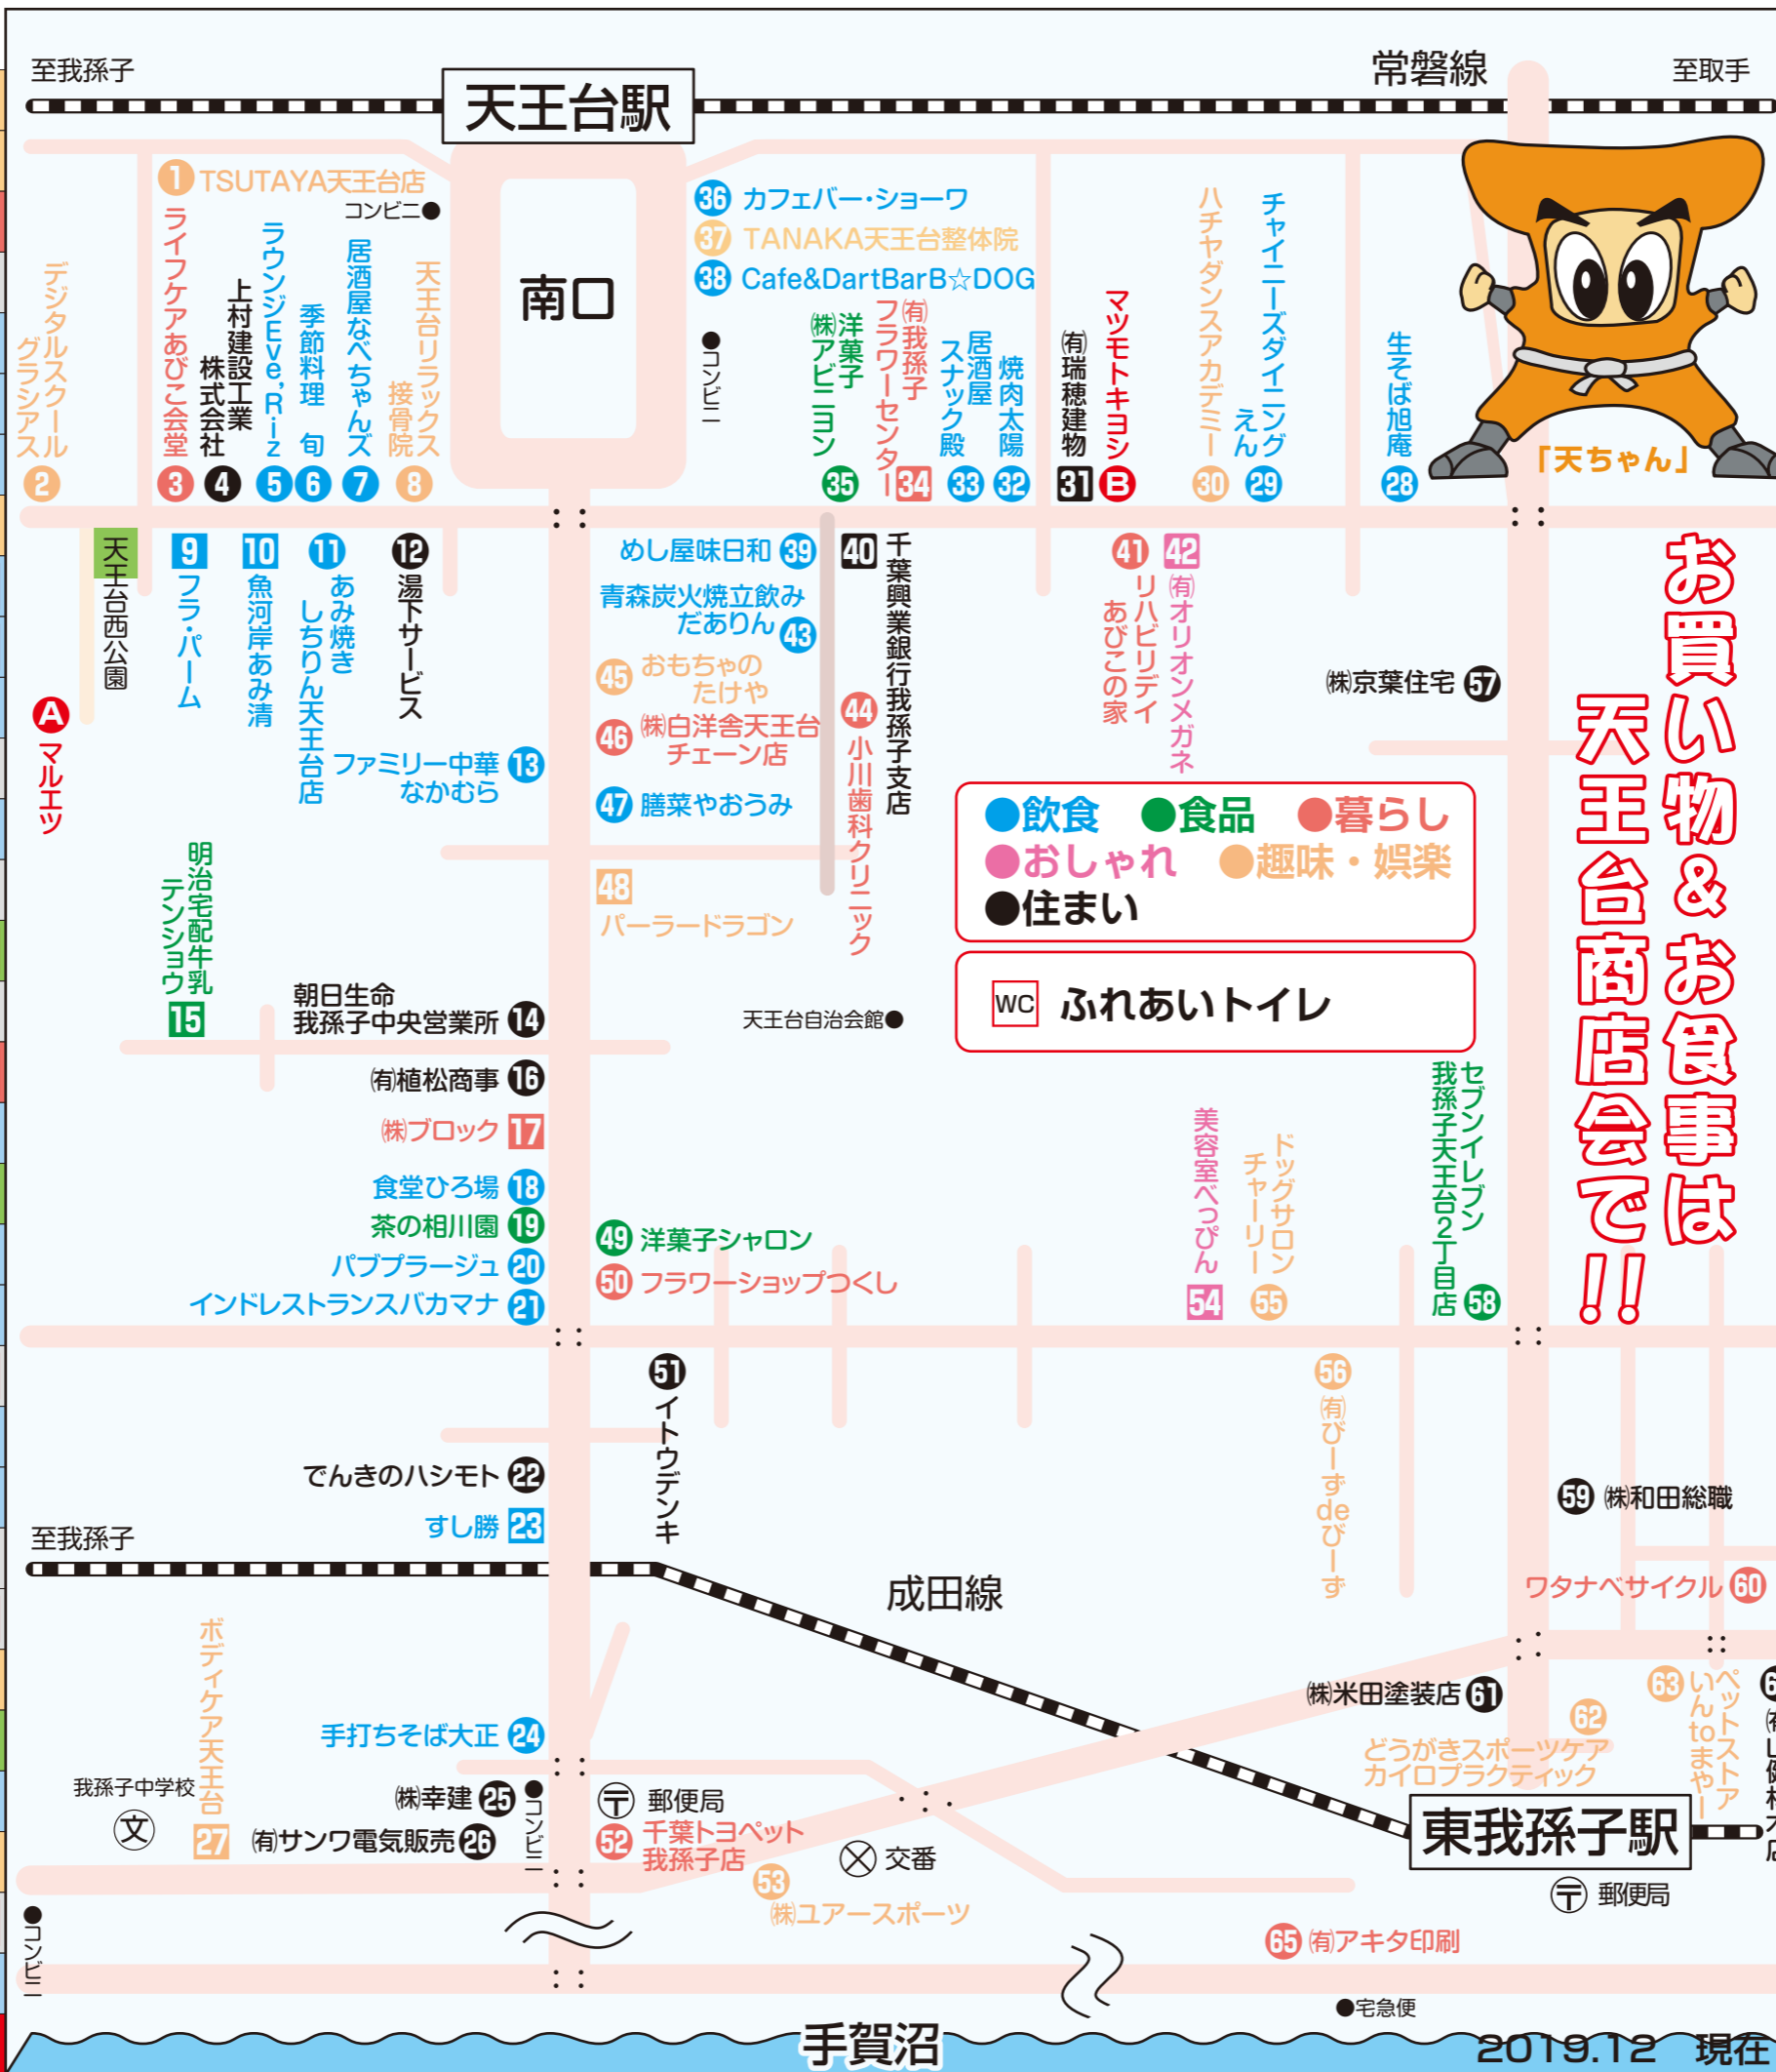 至我孫子
天王台駅
常磐線
至取手
南口
1 TSUTAYA天王台店
コンビニ●
2 デジタルスクール
グラシアス
3 ライフケアあびこ会堂
4 上村建設工業
株式会社
5 ラウンジEve,Riz
6 季節料理 旬
7 居酒屋なべちゃんズ
8 天王台リラックス
接骨院
36 カフェバー・ショーワ
37 TANAKA天王台整体院
38 Cafe&DartBarB☆DOG
●コンビニ
35 洋菓子
㈱アビニヨン
34 ㈲我孫子
フラワーセンター
33 居酒屋
スナック殿
32 焼肉太陽
31 ㈲瑞穂建物
B マツモトキヨシ
30 ハチヤダンスアカデミー
29 チャイニーズダイニング
えん
28 生そば旭庵
「天ちゃん」
天王台西公園
9 フラ・パーム
10 魚河岸あみ清
11 あみ焼き
しちりん天王台店
12 湯下サービス
A マルエツ
ファミリー中華
なかむら 13
めし屋味日和 39
青森炭火焼立飲み
だありん 43
45 おもちゃの
たけや
46 ㈱白洋舎天王台
チェーン店
47 膳菜やおうみ
48
パーラードラゴン
40 千葉興業銀行我孫子支店
44 小川歯科クリニック
41 リハビリデイ
あびこの家
42 ㈲オリオンメガネ
㈱京葉住宅 57
●飲食 ●食品 ●暮らし
●おしゃれ ●趣味・娯楽
●住まい
WC ふれあいトイレ
お買い物&お食事は
天王台商店会で!!
明治宅配牛乳
テンショウ 15
朝日生命
我孫子中央営業所 14
天王台自治会館●
㈲植松商事 16
㈱ブロック 17
食堂ひろ場 18
茶の相川園 19
パブプラージュ 20
インドレストランスバカマナ 21
49 洋菓子シャロン
50 フラワーショップつくし
美容室べっぴん 54
ドッグサロン
チャーリー 55
セブンイレブン
我孫子天王台2丁目店 58
51 イトウデンキ
56 ㈲びーずdeびーず
でんきのハシモト 22
すし勝 23
59 ㈱和田総職
ワタナベサイクル 60
至我孫子
成田線
ボディケア天王台 27
手打ちそば大正 24
我孫子中学校
文
㈱幸建 25
㈲サンワ電気販売 26
●コンビニ
〒 郵便局
52 千葉トヨペット
我孫子店
53
㈱ユアースポーツ
交番
㈱米田塗装店 61
62
どうがきスポーツケア
カイロプラクティック
63 ペットストア
いんtoまやー
東我孫子駅
〒 郵便局
65 ㈲アキタ印刷
●コンビニ
●宅急便
手賀沼
2019.12 現在